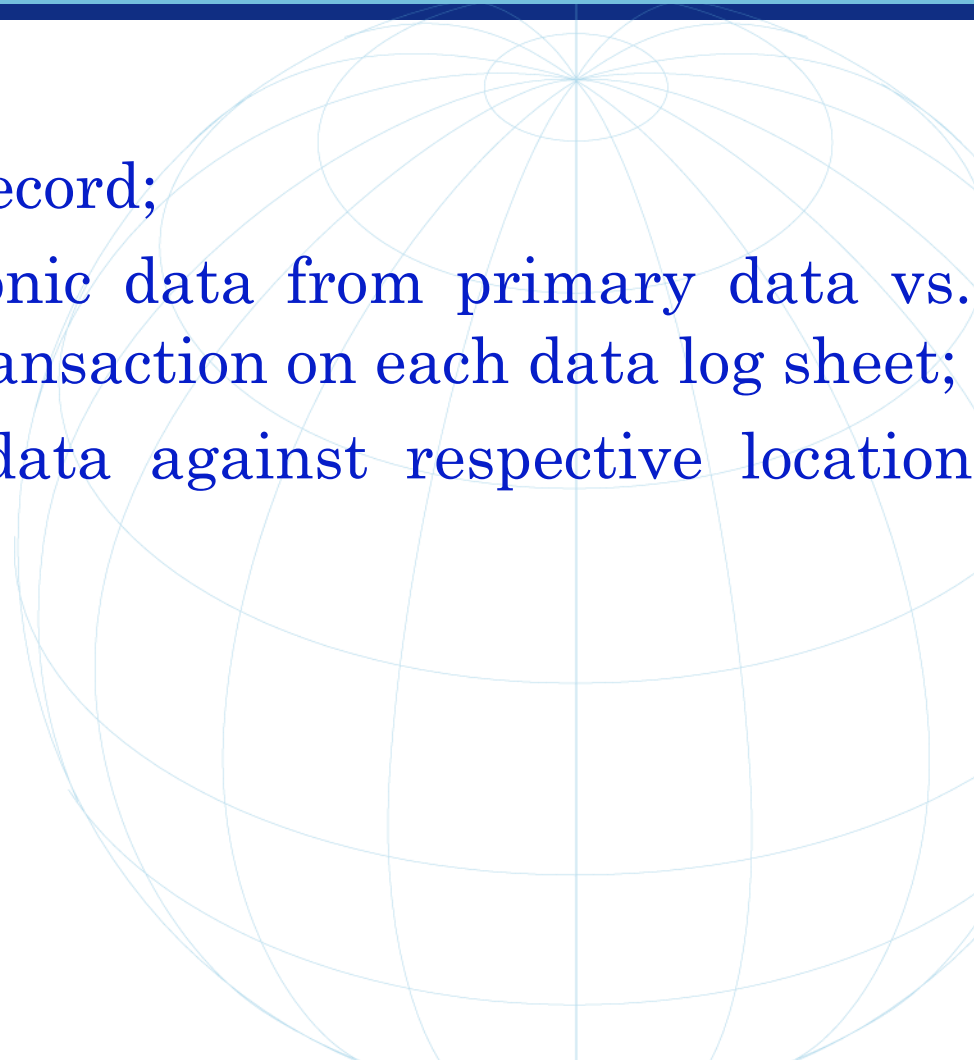 ecord;
onic data from primary data vs.
ansaction on each data log sheet;
data against respective location